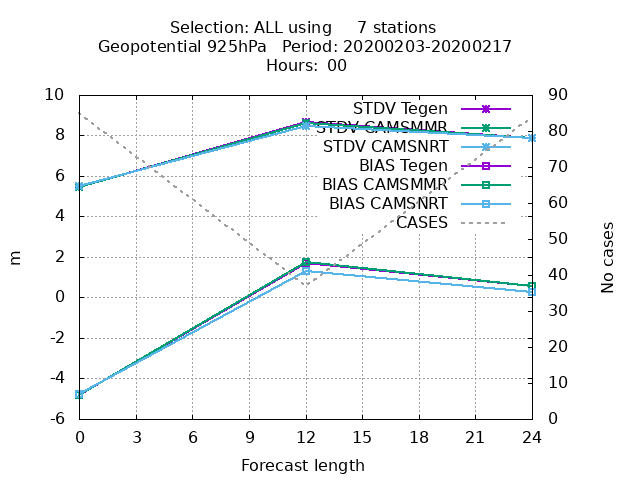 Selection: ALL using     7 stations
Geopotential 925hPa   Period: 20200203-20200217
Hours:  00
10 90
8 80
6 70
4 60
2 50
0 40
-2 30
-4 20
-6 10
0
STDV Tegen
STDV CAMSMMR
STDV CAMSNRT
BIAS Tegen
BIAS CAMSMMR
BIAS CAMSNRT
CASES
m
No cases
0 3 6 9 12 15 18 21 24
Forecast length